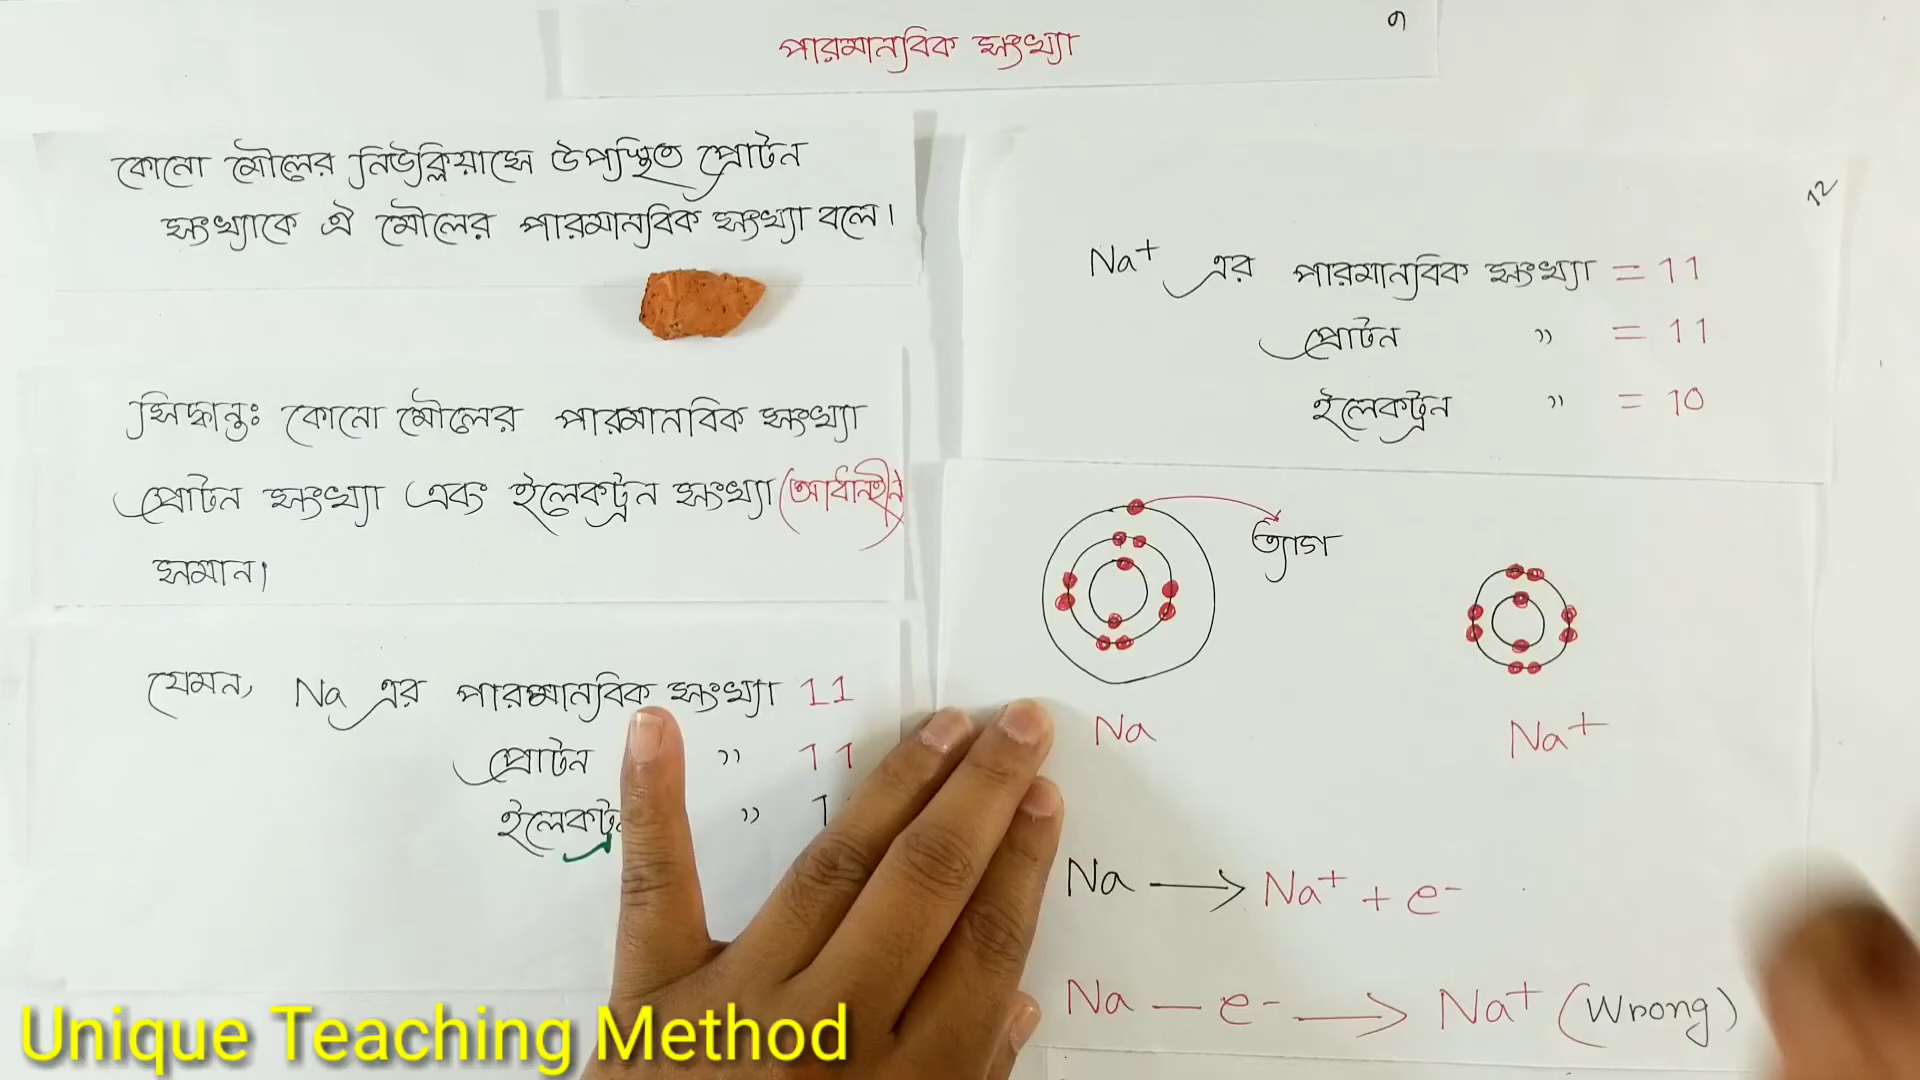 পারমানবিক সংখ্যা
9
কোনো মৌলের নিউক্লিয়াসে উপস্থিত প্রোটন
সংখ্যাকে ঐ মৌলের পারমানবিক সংখ্যা বলে।
সিদ্ধান্তঃ কোনো মৌলের পারমানবিক সংখ্যা
প্রোটন সংখ্যা এবং ইলেকট্রন সংখ্যা (আধানহীন)
সমান।
যেমন, Na এর পারমানবিক সংখ্যা 11
প্রোটন " 11
" 1
12
Na⁺ এর পারমানবিক সংখ্যা = 11
প্রোটন " = 11
ইলেকট্রন " = 10
ত্যাগ
Na
Na⁺
Na ⟶ Na⁺ + e⁻
Na — e⁻ ⟶ Na⁺ (Wrong)
Unique Teaching Method